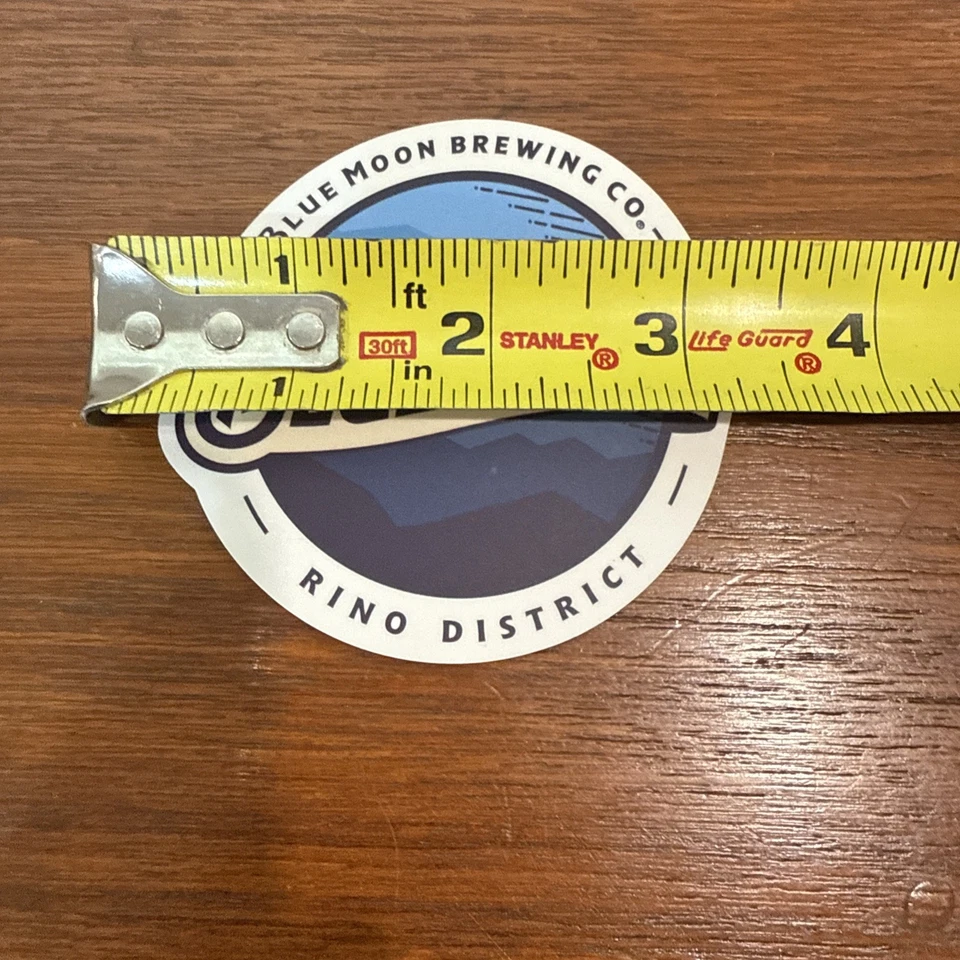 BLUE MOON BREWING CO.®
1 ft
30ft 2 STANLEY® 3 Life Guard® 4
in
1
RINO DISTRICT